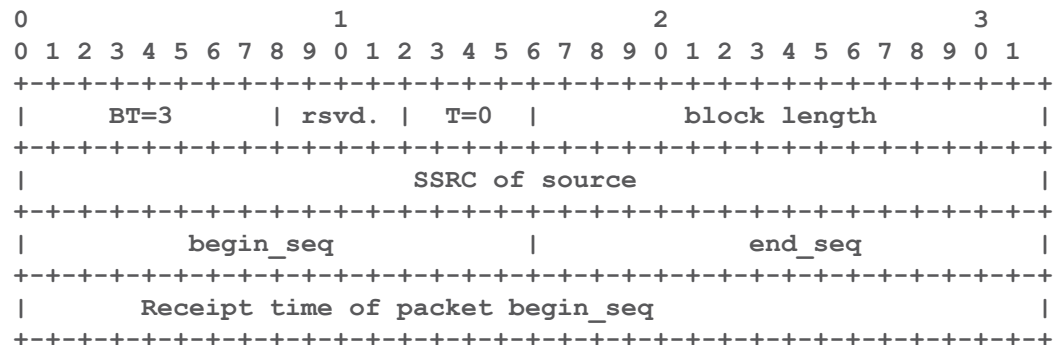 0                   1                   2                   3
0 1 2 3 4 5 6 7 8 9 0 1 2 3 4 5 6 7 8 9 0 1 2 3 4 5 6 7 8 9 0 1
+-+-+-+-+-+-+-+-+-+-+-+-+-+-+-+-+-+-+-+-+-+-+-+-+-+-+-+-+-+-+-+-+
|     BT=3      | rsvd. |  T=0  |         block length          |
+-+-+-+-+-+-+-+-+-+-+-+-+-+-+-+-+-+-+-+-+-+-+-+-+-+-+-+-+-+-+-+-+
|                        SSRC of source                         |
+-+-+-+-+-+-+-+-+-+-+-+-+-+-+-+-+-+-+-+-+-+-+-+-+-+-+-+-+-+-+-+-+
|          begin_seq            |             end_seq           |
+-+-+-+-+-+-+-+-+-+-+-+-+-+-+-+-+-+-+-+-+-+-+-+-+-+-+-+-+-+-+-+-+
|       Receipt time of packet begin_seq                        |
+-+-+-+-+-+-+-+-+-+-+-+-+-+-+-+-+-+-+-+-+-+-+-+-+-+-+-+-+-+-+-+-+